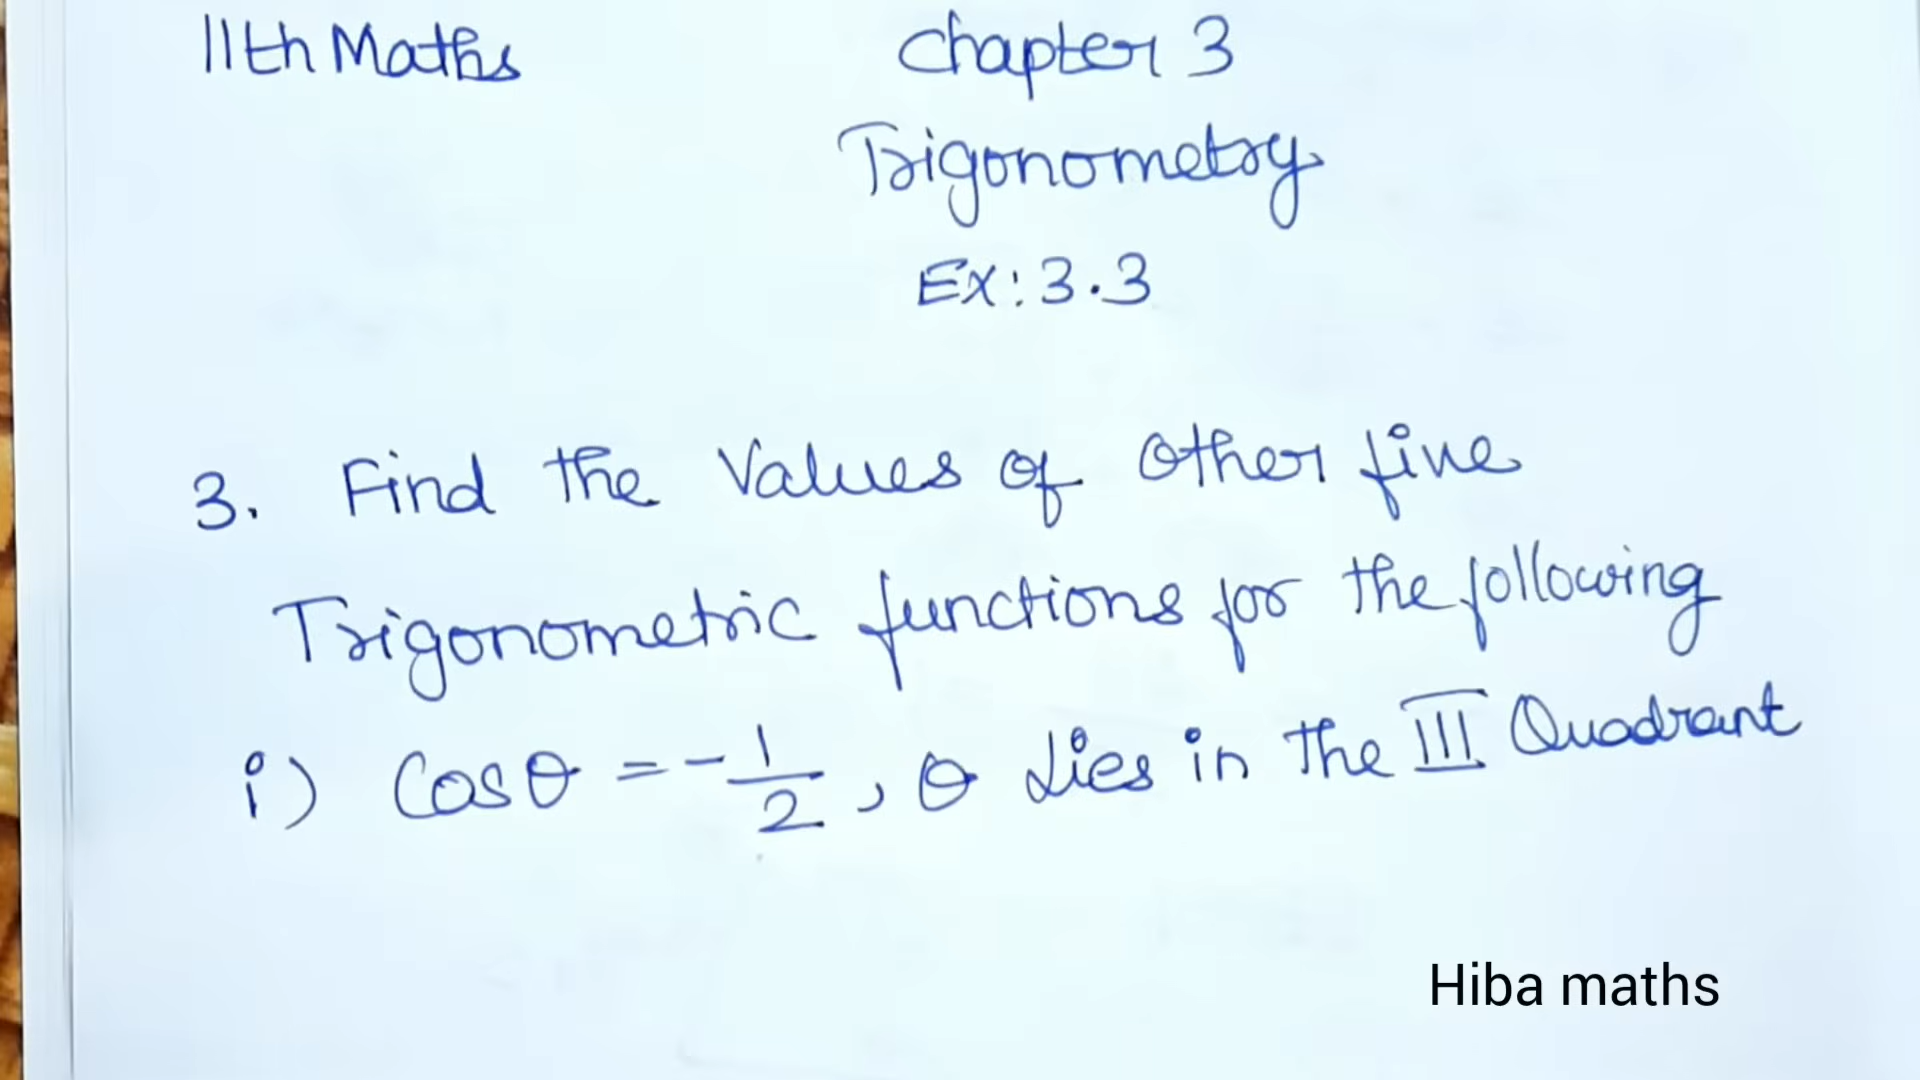 11th Maths Chapter 3
Trigonometry
Ex: 3.3
3. Find the Values of other five
Trigonometric functions for the following
i) Cos θ = -1/2, θ Lies in the III Quadrant
Hiba maths